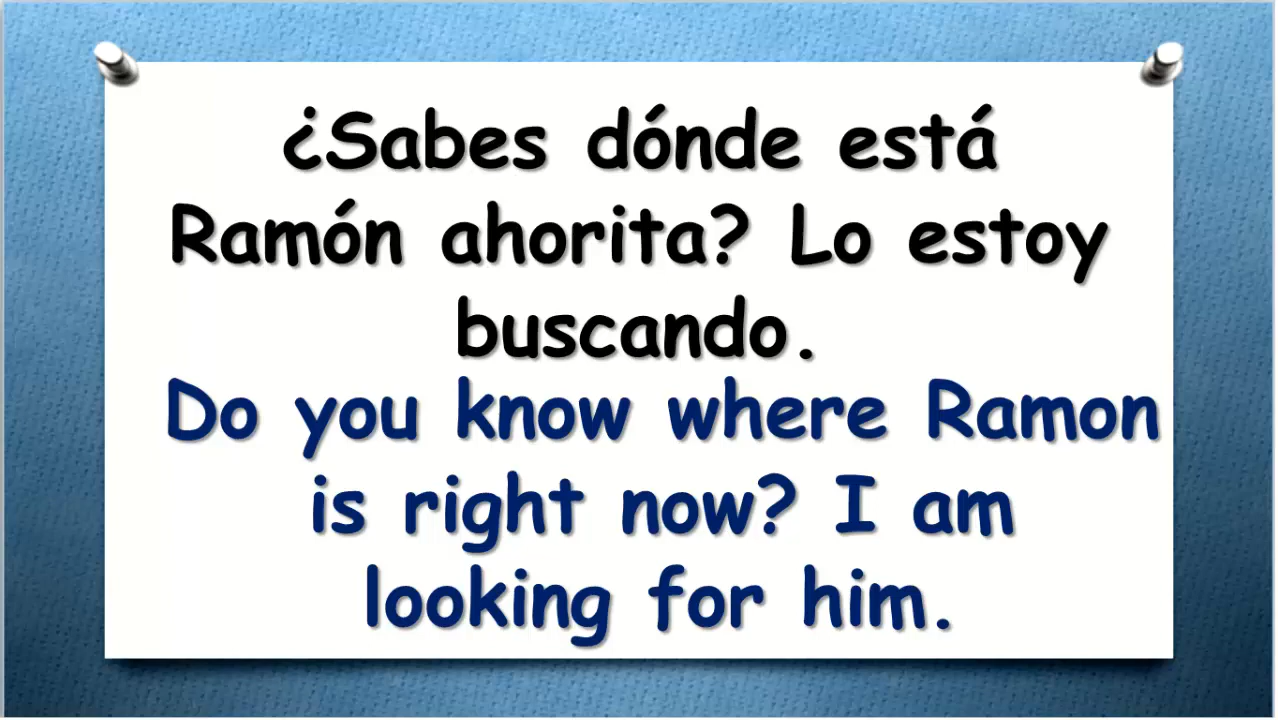 ¿Sabes dónde está
Ramón ahorita? Lo estoy
buscando.
Do you know where Ramon
is right now? I am
looking for him.